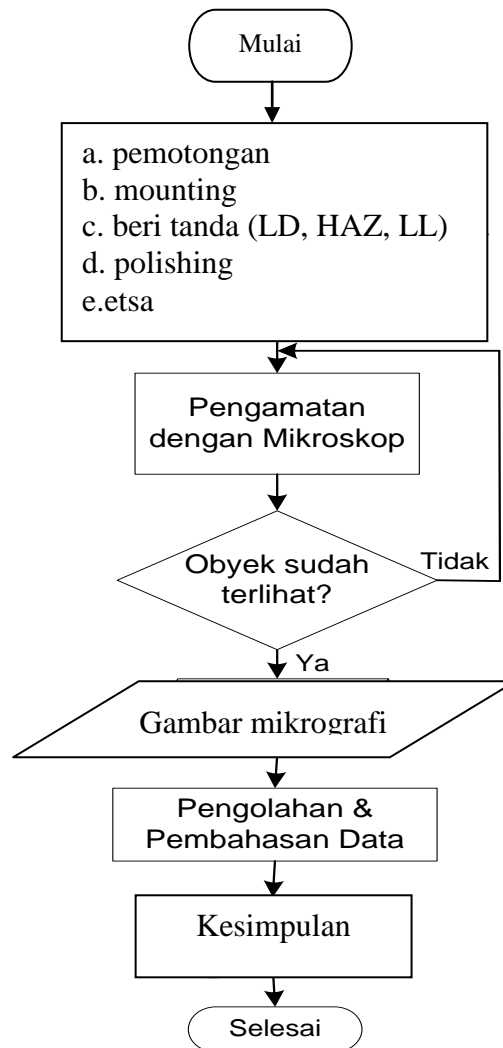 Mulai
a. pemotongan
b. mounting
c. beri tanda (LD, HAZ, LL)
d. polishing
e.etsa
Pengamatan
dengan Mikroskop
Obyek sudah
terlihat?
Tidak
Ya
Gambar mikrografi
Pengolahan &
Pembahasan Data
Kesimpulan
Selesai